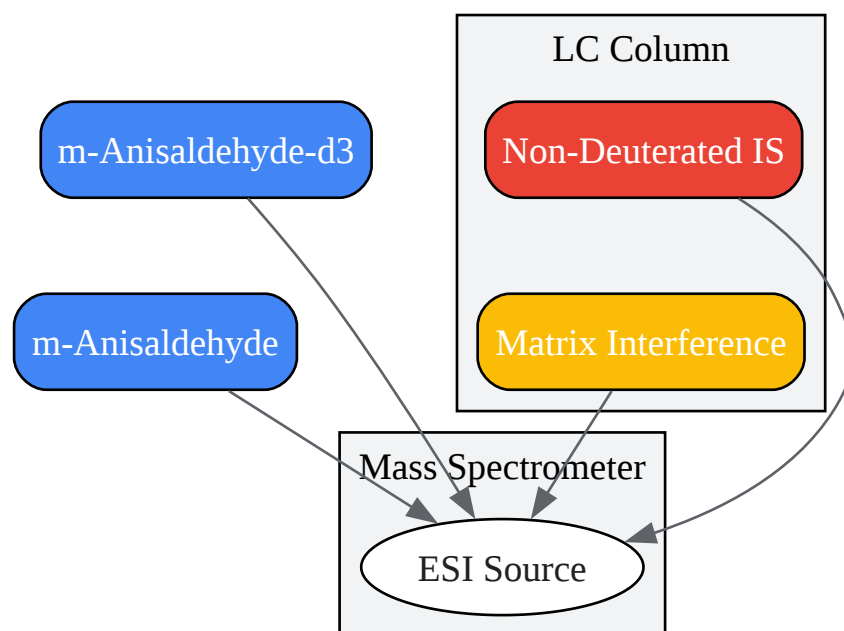 LC Column
m-Anisaldehyde-d3
Non-Deuterated IS
m-Anisaldehyde
Matrix Interference
Mass Spectrometer
ESI Source